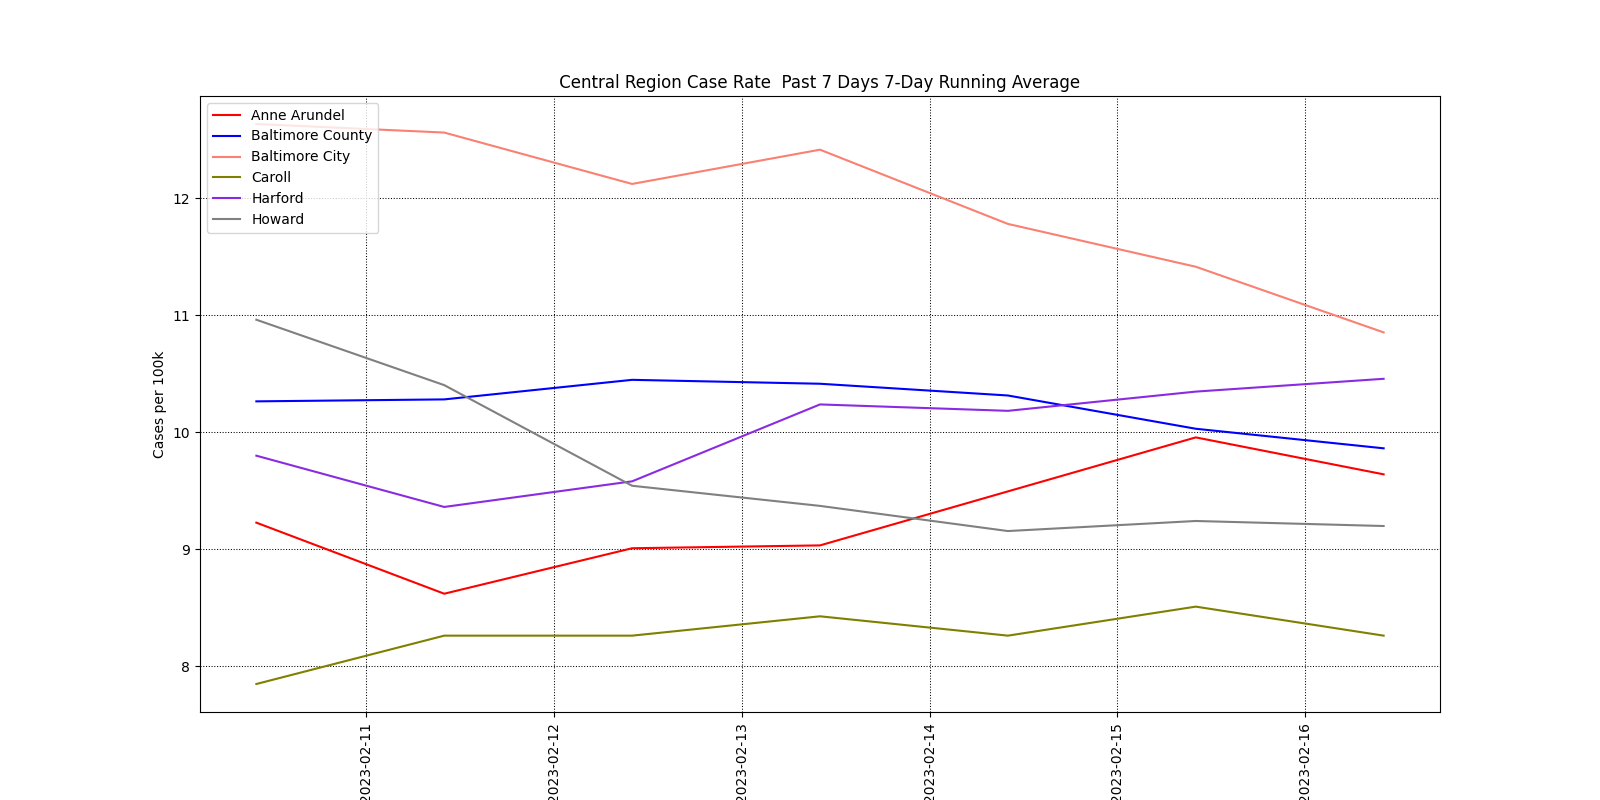 Central Region Case Rate  Past 7 Days 7-Day Running Average
Anne Arundel
Baltimore County
Baltimore City
Caroll
Harford
Howard
Cases per 100k
12
11
10
9
8
2023-02-11
2023-02-12
2023-02-13
2023-02-14
2023-02-15
2023-02-16